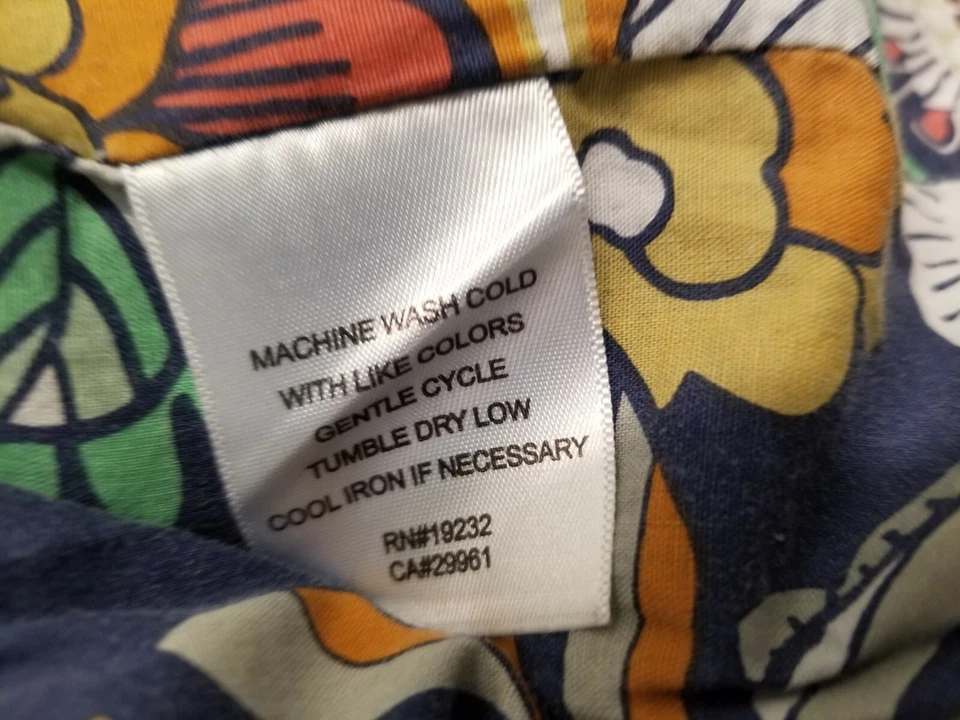 MACHINE WASH COLD
WITH LIKE COLORS
GENTLE CYCLE
TUMBLE DRY LOW
COOL IRON IF NECESSARY
RN#19232
CA#29961